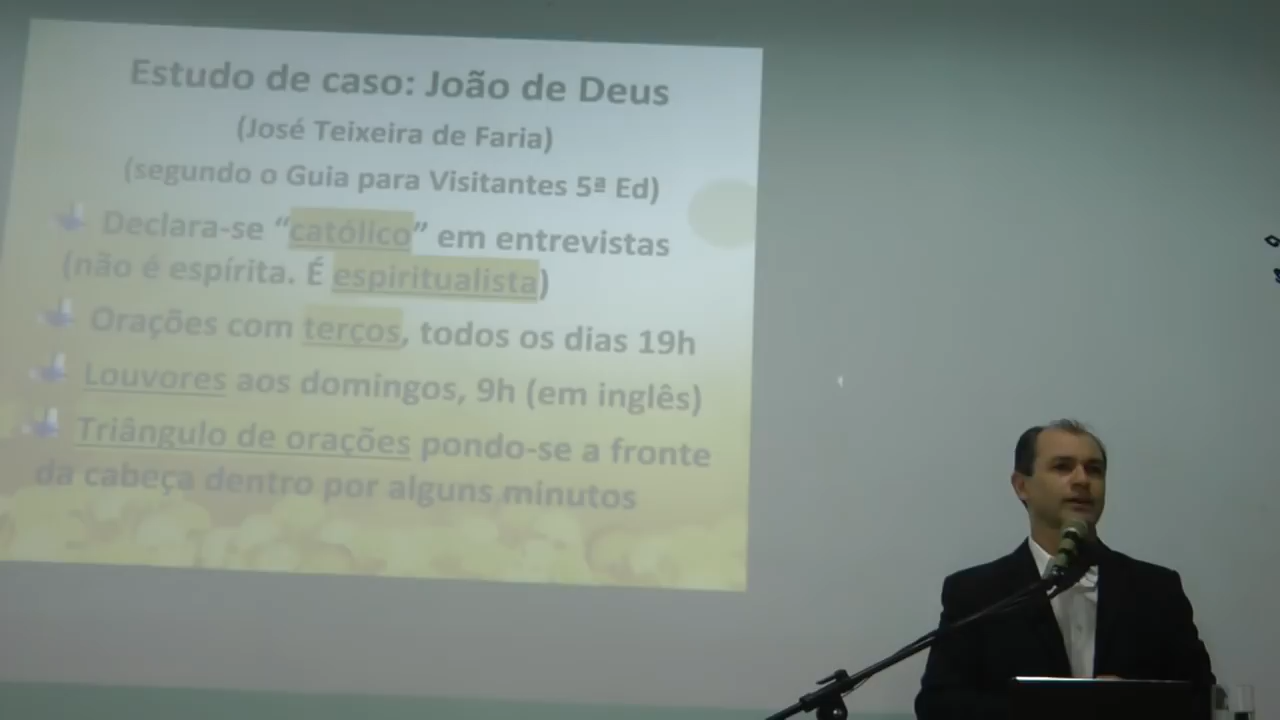 Estudo de caso: João de Deus
(José Teixeira de Faria)
(segundo o Guia para Visitantes 5ª Ed)
Declara-se “católico” em entrevistas
(não é espírita. É espiritualista)
Orações com terços, todos os dias 19h
Louvores aos domingos, 9h (em inglês)
Triângulo de orações pondo-se a fronte
da cabeça dentro por alguns minutos